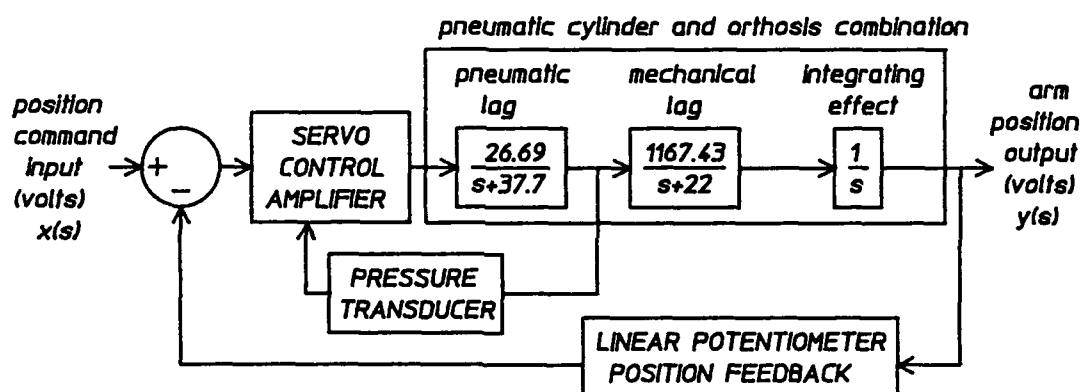 pneumatic cylinder and orthosis combination
position
command
input
(volts)
x(s)
+
−
SERVO
CONTROL
AMPLIFIER
pneumatic
lag
26.69
s+37.7
mechanical
lag
1167.43
s+22
integrating
effect
1
s
arm
position
output
(volts)
y(s)
PRESSURE
TRANSDUCER
LINEAR POTENTIOMETER
POSITION FEEDBACK